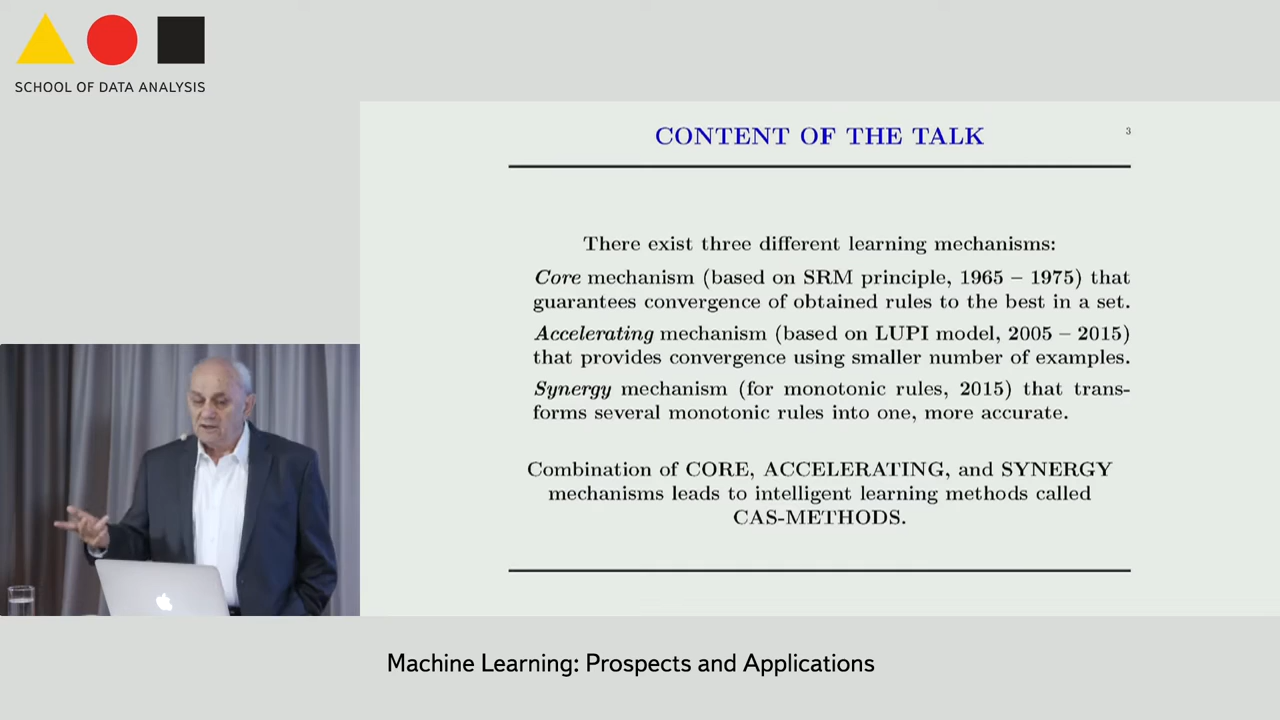 SCHOOL OF DATA ANALYSIS
CONTENT OF THE TALK
3
There exist three different learning mechanisms:
Core mechanism (based on SRM principle, 1965 – 1975) that
guarantees convergence of obtained rules to the best in a set.
Accelerating mechanism (based on LUPI model, 2005 – 2015)
that provides convergence using smaller number of examples.
Synergy mechanism (for monotonic rules, 2015) that trans-
forms several monotonic rules into one, more accurate.
Combination of CORE, ACCELERATING, and SYNERGY
mechanisms leads to intelligent learning methods called
CAS-METHODS.
Machine Learning: Prospects and Applications